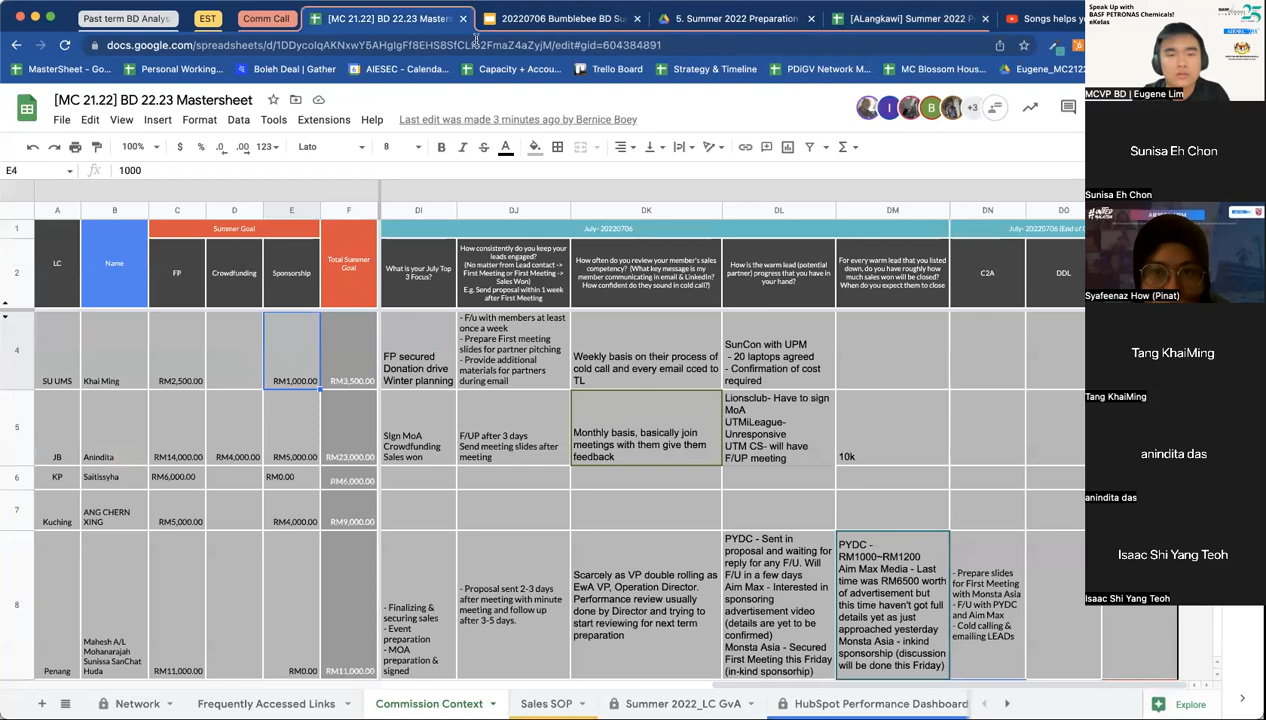 Past term BD Analys
EST
Comm Call
[MC 21.22] BD 22.23 Masters
20220706 Bumblebee BD Su
5. Summer 2022 Preparation
[ALangkawi] Summer 2022 P
Songs helps y
MasterSheet - Go...
Personal Working...
Boleh Deal | Gather
AIESEC - Calenda...
Capacity + Accou...
Trello Board
Strategy & Timeline
PDiGV Network M...
MC Blossom Hous...
Eugene_MC2122
[MC 21.22] BD 22.23 Mastersheet
File
Edit
View
Insert
Format
Data
Tools
Extensions
Help
Last edit was made 3 minutes ago by Bernice Boey
I
B
+3
100%
$
%
.0
.00
123
Lato
8
B
I
S
A
E4
fx
1000
A
B
C
D
E
F
DI
DJ
DK
DL
DM
DN
DO
1
Summer Goal
July- 20220706
July- 20220706 (End of
2
LC
Name
FP
Crowdfunding
Sponsorship
Total Summer
Goal
What is your July Top
3 Focus?
How consistently do you keep your
leads engaged?
(No matter from Lead contact ->
First Meeting or First Meeting ->
Sales Won)
E.g. Send proposal within 1 week
after First Meeting
How often do you review your member's sales
competency? (What key message is my
member communicating in email & LinkedIn?
How confident do they sound in cold call?)
How is the warm lead (potential
partner) progress that you have in
your hand?
For every warm lead that you listed
down, do you have roughly how
much sales won will be closed?
When do you expect them to close
C2A
DDL
4
SU UMS
Khai Ming
RM2,500.00
RM1,000.00
RM3,500.00
FP secured
Donation drive
Winter planning
- F/u with members at least
once a week
- Prepare First meeting
slides for partner pitching
- Provide additional
materials for partners
during email
Weekly basis on their process of
cold call and every email cced to
TL
SunCon with UPM
- 20 laptops agreed
- Confirmation of cost
required
5
JB
Anindita
RM14,000.00
RM4,000.00
RM5,000.00
RM23,000.00
SIgn MoA
Crowdfunding
Sales won
F/UP after 3 days
Send meeting slides after
meeting
Monthly basis, basically join
meetings with them give them
feedback
Lionsclub- Have to sign
MoA
UTMiLeague-
Unresponsive
UTM CS- will have
F/UP meeting
10k
6
KP
Saitissyha
RM6,000.00
RM0.00
RM6,000.00
7
Kuching
ANG CHERN
XING
RM5,000.00
RM4,000.00
RM9,000.00
8
Penang
Mahesh A/L
Mohanarajah
Sunissa SanChat
Huda
RM11,000.00
RM0.00
RM11,000.00
- Finalizing &
securing sales
- Event
preparation
- MOA
preparation &
signed
- Proposal sent 2-3 days
after meeting with minute
meeting and follow up
after 3-5 days.
Scarcely as VP double rolling as
EwA VP, Operation Director.
Performance review usually
done by Director and trying to
start reviewing for next term
preparation
PYDC - Sent in
proposal and waiting for
reply for any F/U. Will
F/U in a few days
Aim Max - Interested in
sponsoring
advertisement video
(details are yet to be
confirmed)
Monsta Asia - Secured
First Meeting this Friday
(in-kind sponsorhip)
PYDC -
RM1000~RM1200
Aim Max Media - Last
time was RM6500 worth
of advertisement but
this time haven't got full
details yet as just
approached yesterday
Monsta Asia - inkind
sponsorship (discussion
will be done this Friday)
- Prepare slides
for First Meeting
with Monsta Asia
- F/U with PYDC
and Aim Max
- Cold calling &
emailing LEADs
Network
Frequently Accessed Links
Commission Context
Sales SOP
Summer 2022_LC GvA
HubSpot Performance Dashboard
Explore
Speak Up with
BASF PETRONAS Chemicals!
eKelas
25
AIESEC
MCVP BD | Eugene Lim
Sunisa Eh Chon
Sunisa Eh Chon
Syafeenaz How (Pinat)
Tang KhaiMing
Tang KhaiMing
anindita das
anindita das
Isaac Shi Yang Teoh
Isaac Shi Yang Teoh